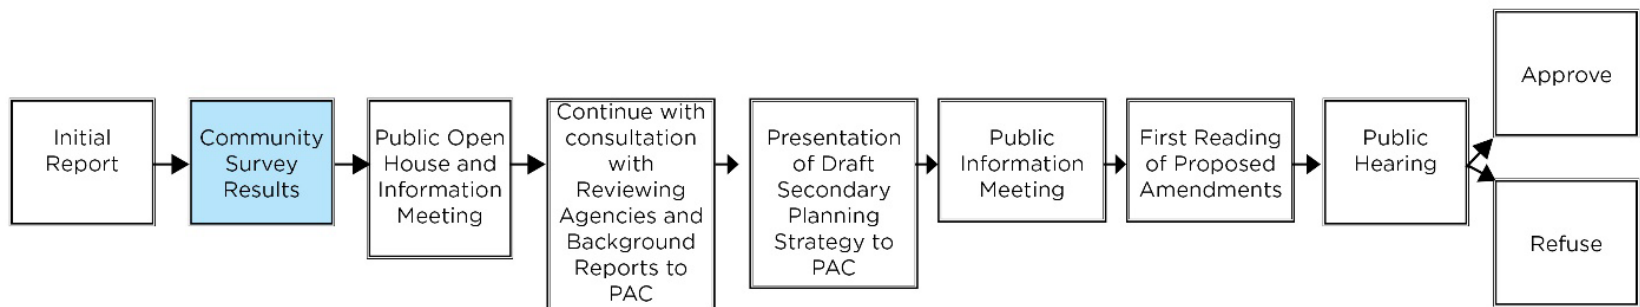 Initial
Report
Community
Survey
Results
Public Open
House and
Information
Meeting
Continue with
consultation
with
Reviewing
Agencies and
Background
Reports to
PAC
Presentation
of Draft
Secondary
Planning
Strategy to
PAC
Public
Information
Meeting
First Reading
of Proposed
Amendments
Public
Hearing
Approve
Refuse